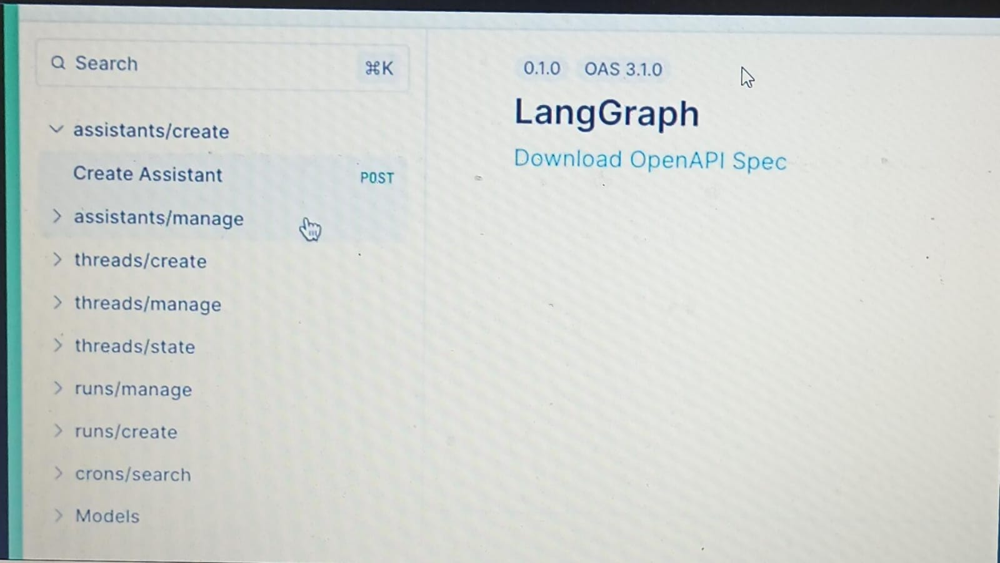 Search ⌘K
assistants/create
Create Assistant POST
assistants/manage
threads/create
threads/manage
threads/state
runs/manage
runs/create
crons/search
Models
0.1.0 OAS 3.1.0
LangGraph
Download OpenAPI Spec